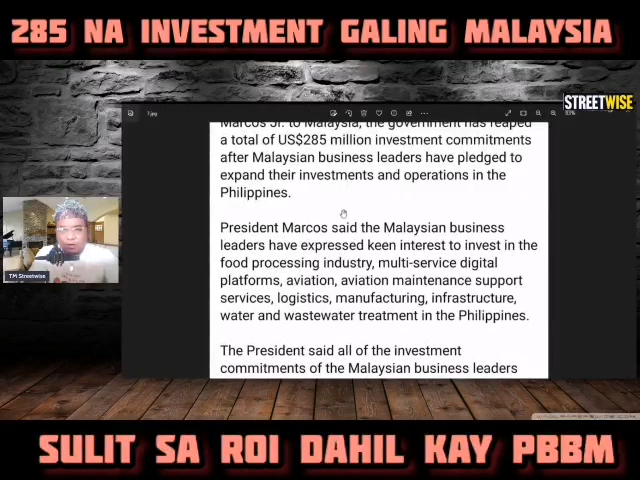 285 NA INVESTMENT GALING MALAYSIA
STREETWISE
7.jpg
83%
Marcos Jr. to Malaysia, the government has reaped
a total of US$285 million investment commitments
after Malaysian business leaders have pledged to
expand their investments and operations in the
Philippines.
President Marcos said the Malaysian business
leaders have expressed keen interest to invest in the
food processing industry, multi-service digital
platforms, aviation, aviation maintenance support
services, logistics, manufacturing, infrastructure,
water and wastewater treatment in the Philippines.
The President said all of the investment
commitments of the Malaysian business leaders
TM Streetwise
SULIT SA ROI DAHIL KAY PBBM